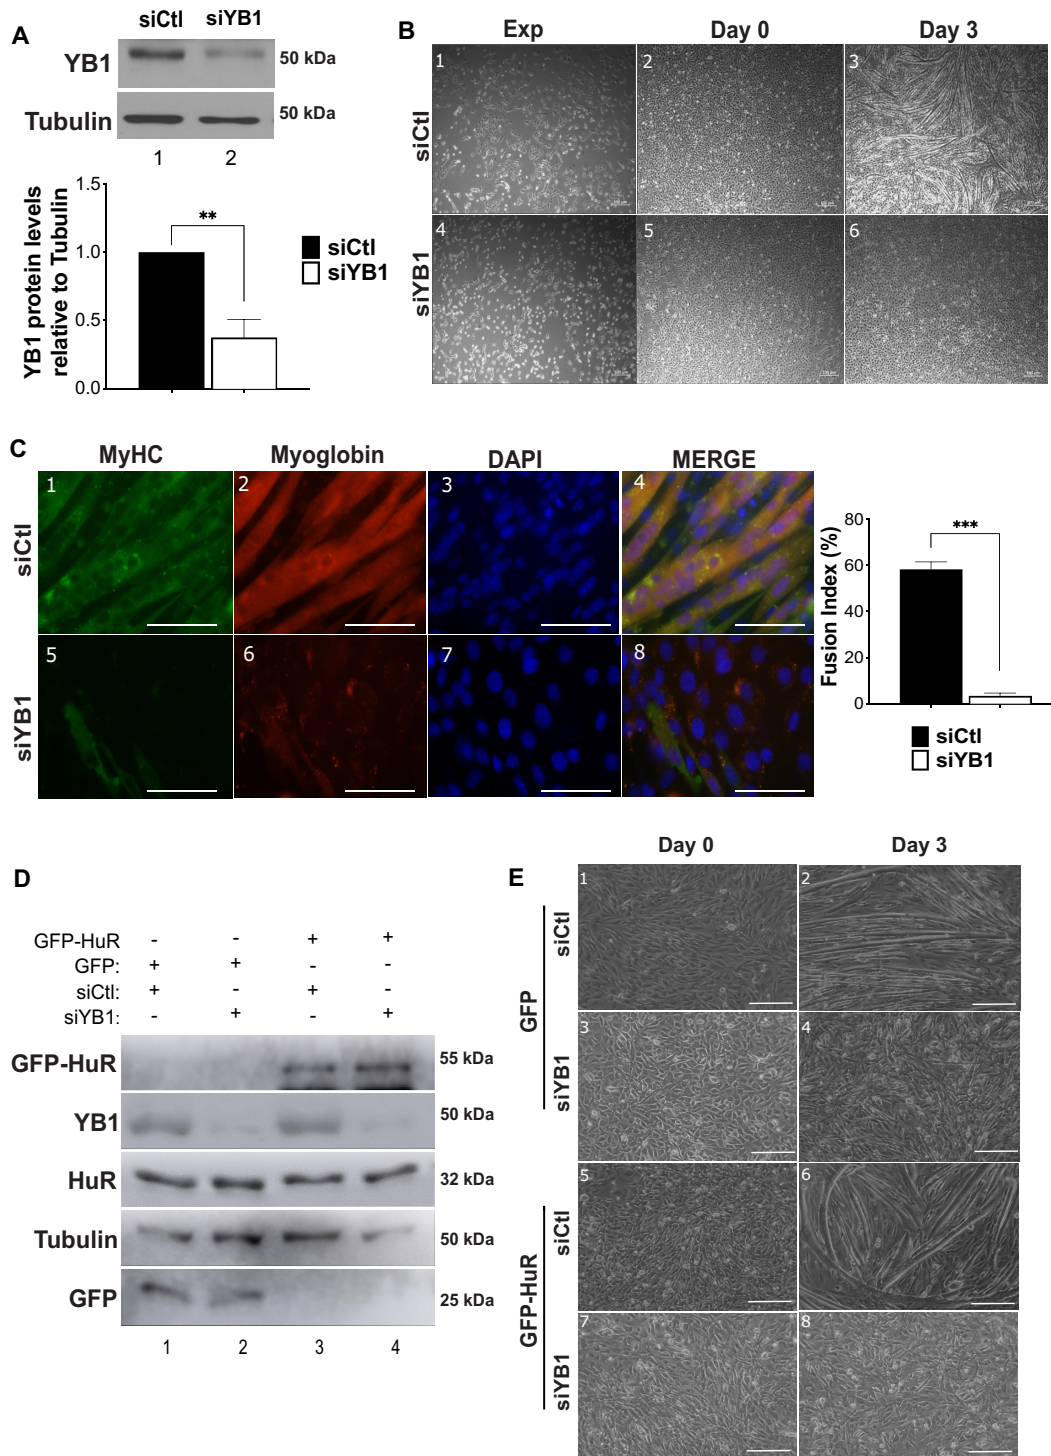 A
siCtl siYB1
YB1
50 kDa
Tubulin
50 kDa
1 2
YB1 protein levels
relative to Tubulin
1.5
1.0
0.5
0.0
**
siCtl
siYB1
B
Exp Day 0 Day 3
siCtl
1 2 3
siYB1
4 5 6
C
MyHC Myoglobin DAPI MERGE
siCtl
1 2 3 4
siYB1
5 6 7 8
Fusion Index (%)
80
60
40
20
0
***
siCtl
siYB1
D
GFP-HuR - - + +
GFP: + + - -
siCtl: + - + -
siYB1: - + - +
GFP-HuR 55 kDa
YB1 50 kDa
HuR 32 kDa
Tubulin 50 kDa
GFP 25 kDa
1 2 3 4
E
Day 0 Day 3
GFP
siCtl
1 2
siYB1
3 4
GFP-HuR
siCtl
5 6
siYB1
7 8